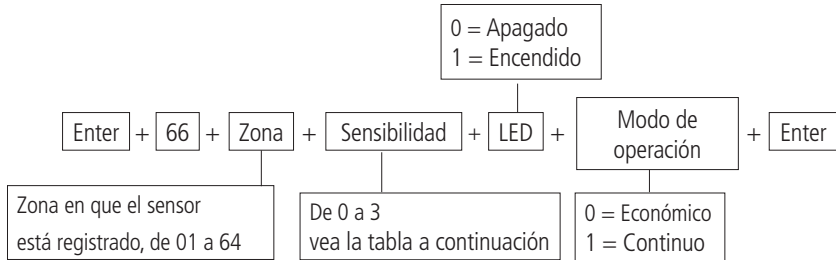 0 = Apagado
1 = Encendido
Enter + 66 + Zona + Sensibilidad + LED + Modo de operación + Enter
Zona en que el sensor
está registrado, de 01 a 64
De 0 a 3
vea la tabla a continuación
0 = Económico
1 = Continuo